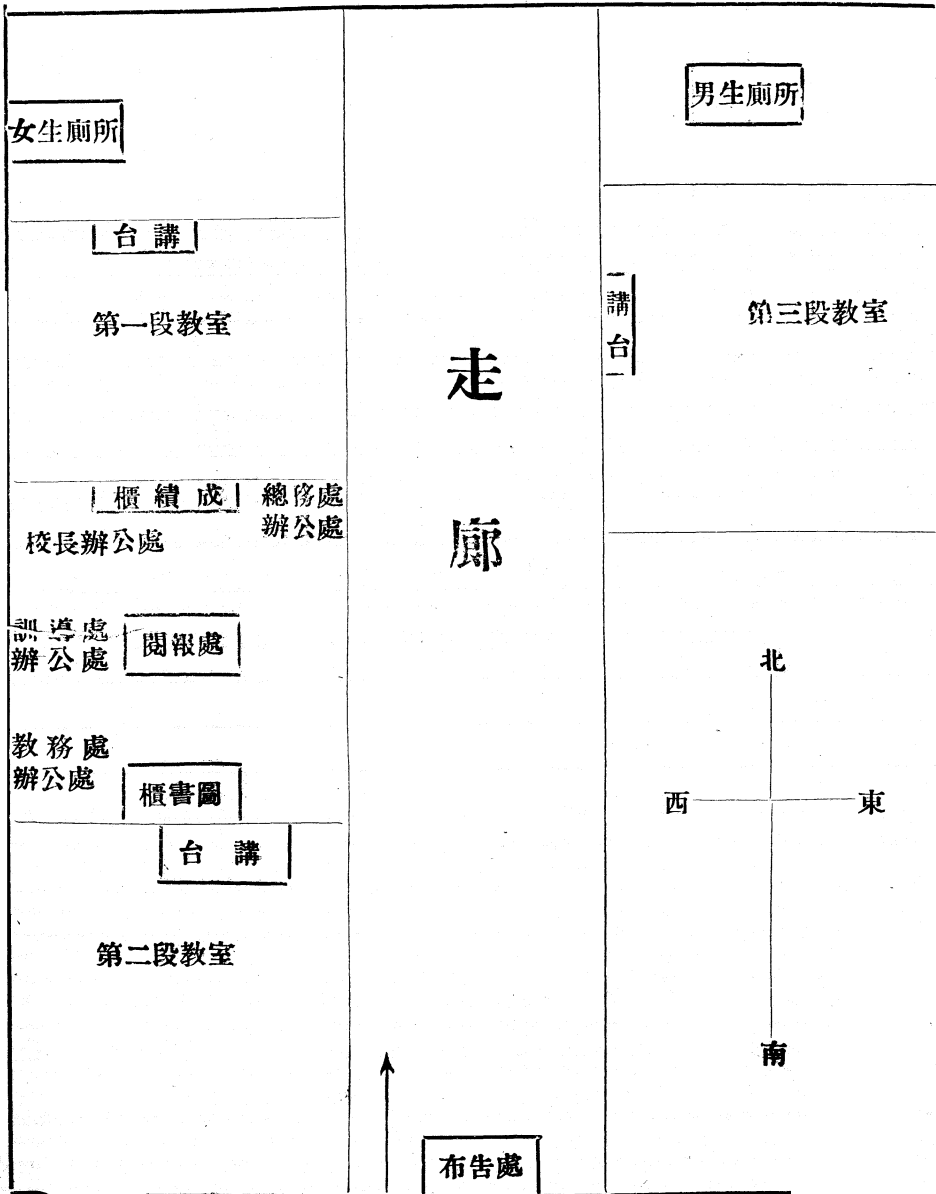 男生廁所
女生廁所
台講
第一段教室
講台
第三段教室
走廊
櫃績成
總務處
辦公處
校長辦公處
訓導處
辦公處
閱報處
教務處
辦公處
櫃書圖
台講
第二段教室
北
西
東
南
布告處